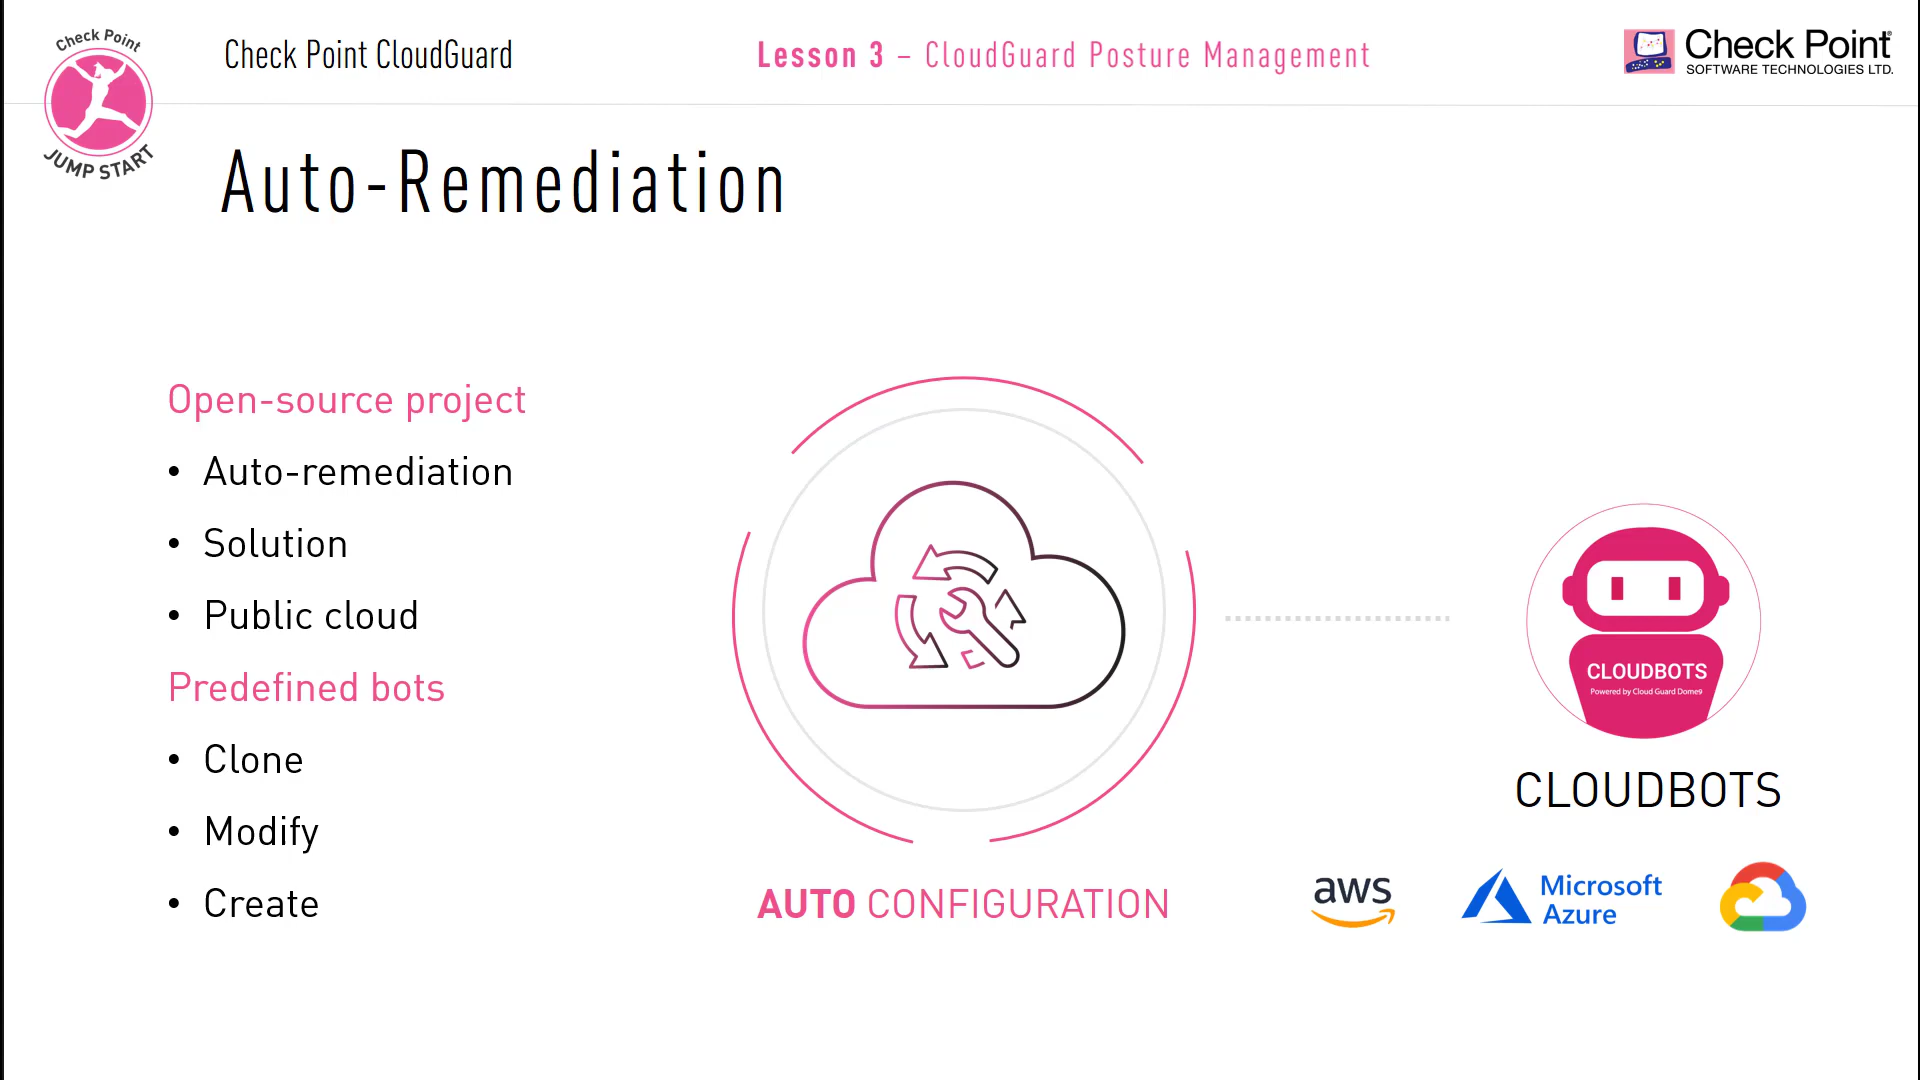 Check Point
JUMP START
Check Point CloudGuard
Lesson 3 – CloudGuard Posture Management
Check Point
SOFTWARE TECHNOLOGIES LTD.
Auto-Remediation
Open-source project
• Auto-remediation
• Solution
• Public cloud
Predefined bots
• Clone
• Modify
• Create
AUTO CONFIGURATION
CLOUDBOTS
Powered by Cloud Guard Dome9
CLOUDBOTS
aws
Microsoft
Azure